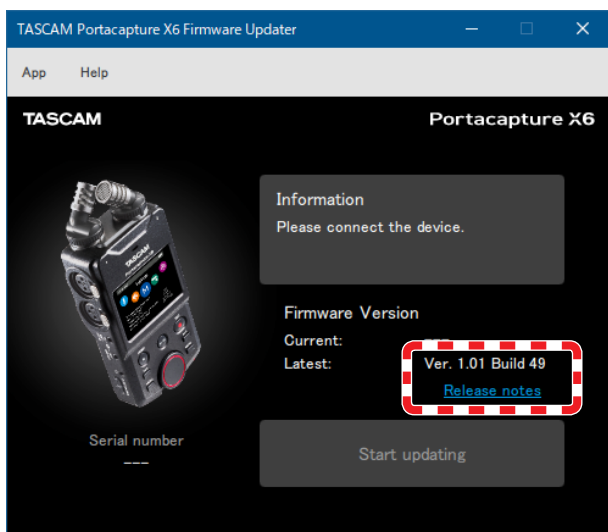 TASCAM Portacapture X6 Firmware Updater
App Help
TASCAM Portacapture X6
Information
Please connect the device.
Firmware Version
Current:
Latest: Ver. 1.01 Build 49
Release notes
Serial number
---
Start updating